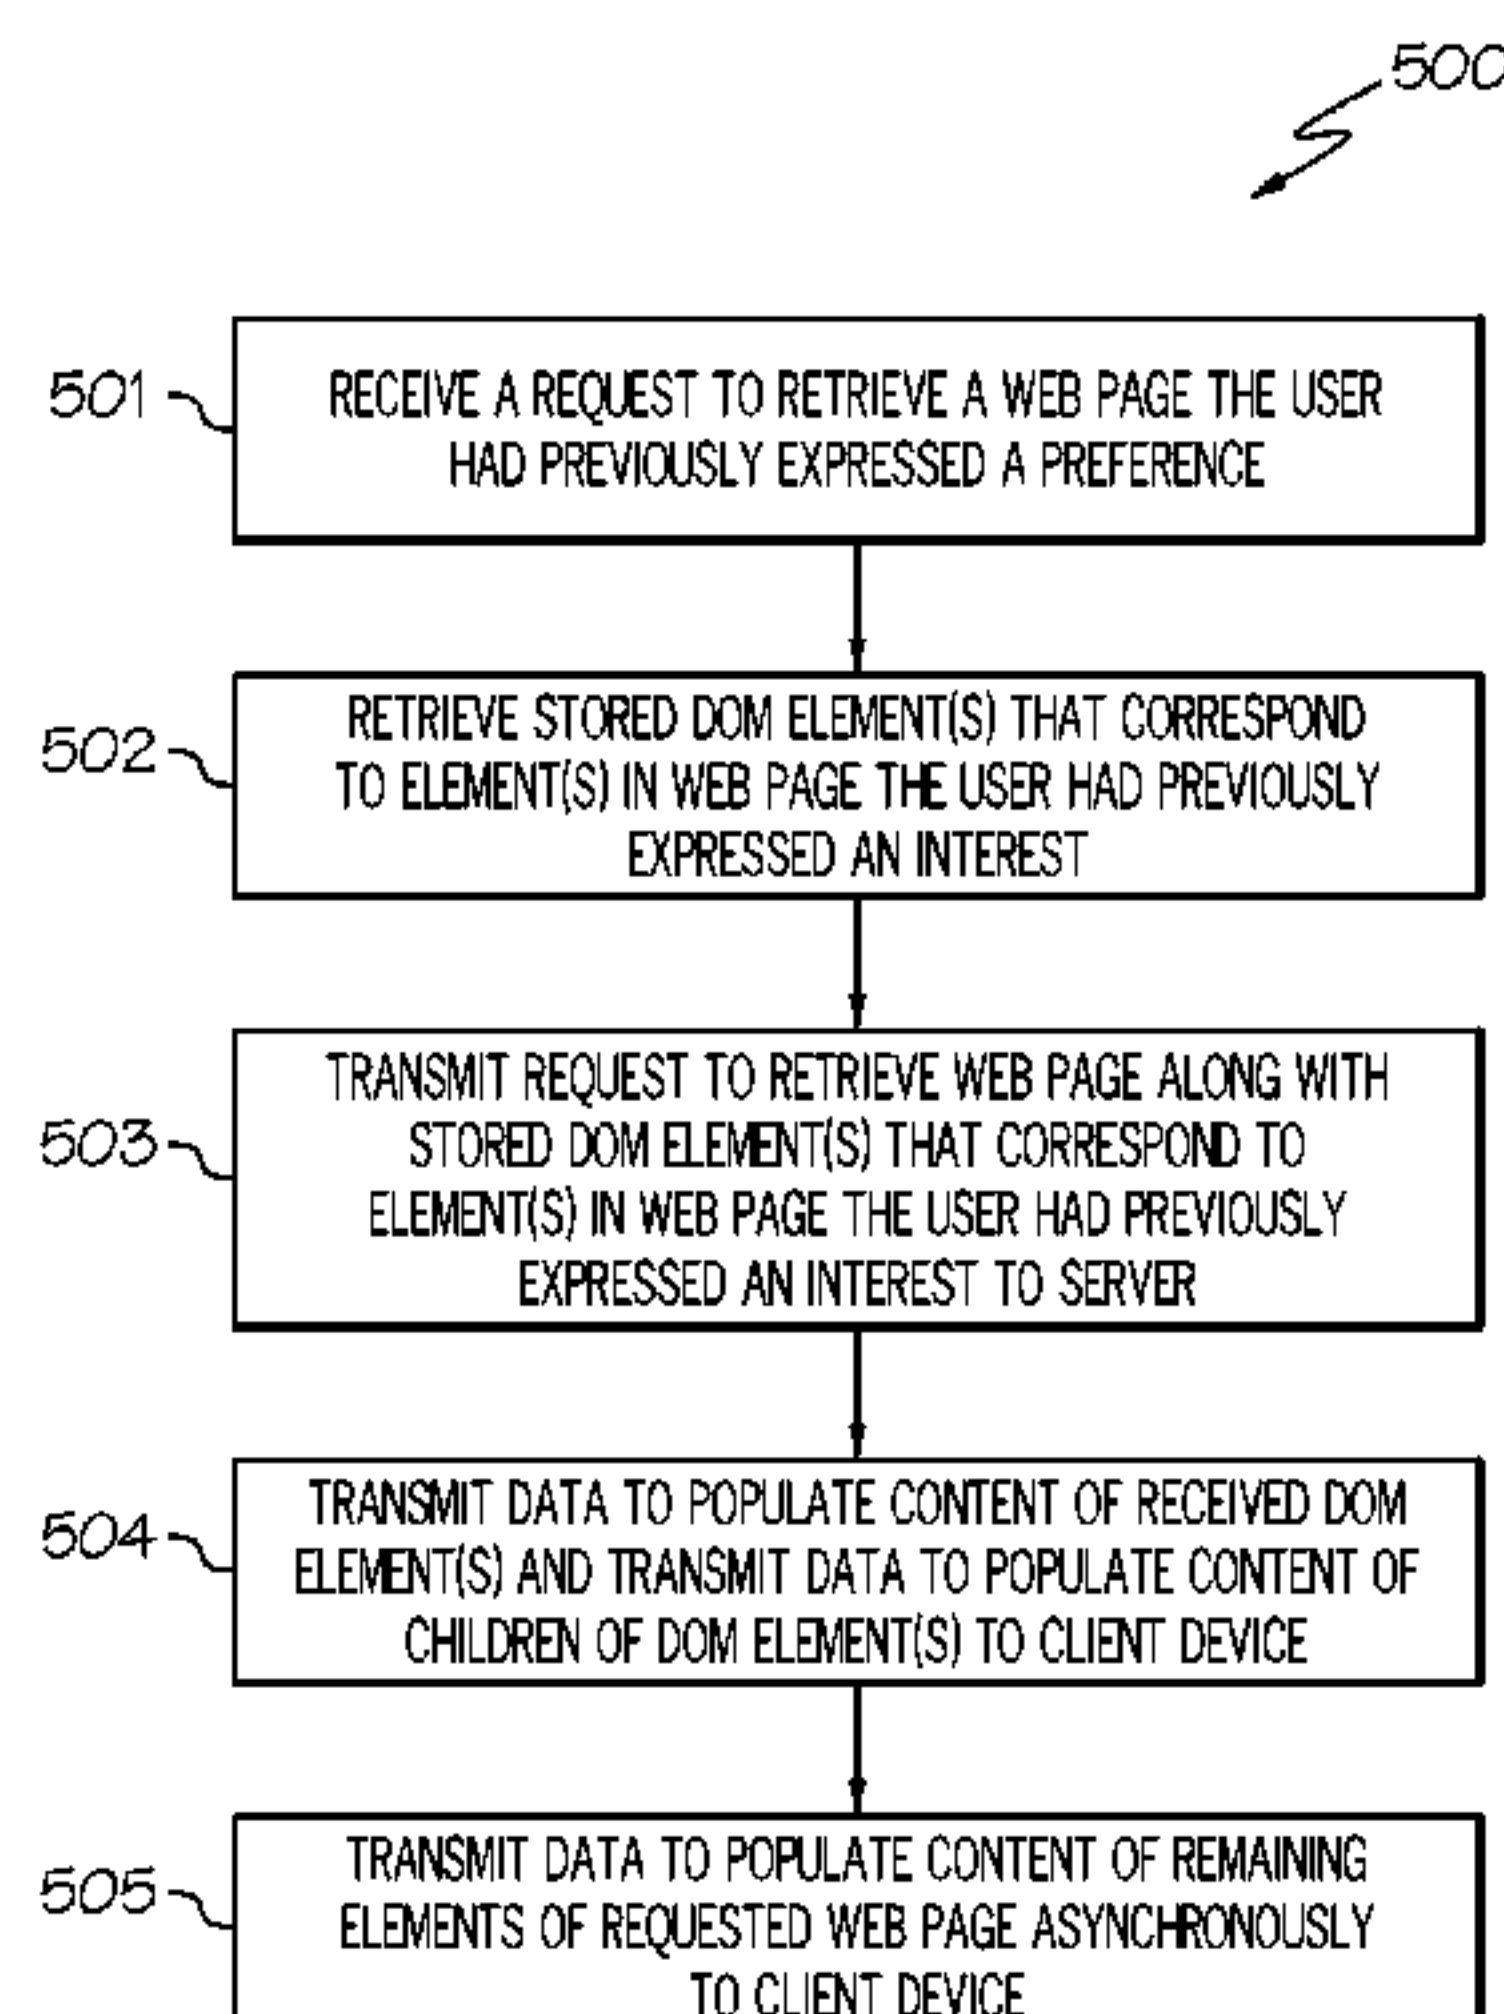 500
501
RECEIVE A REQUEST TO RETRIEVE A WEB PAGE THE USER
HAD PREVIOUSLY EXPRESSED A PREFERENCE
502
RETRIEVE STORED DOM ELEMENT(S) THAT CORRESPOND
TO ELEMENT(S) IN WEB PAGE THE USER HAD PREVIOUSLY
EXPRESSED AN INTEREST
503
TRANSMIT REQUEST TO RETRIEVE WEB PAGE ALONG WITH
STORED DOM ELEMENT(S) THAT CORRESPOND TO
ELEMENT(S) IN WEB PAGE THE USER HAD PREVIOUSLY
EXPRESSED AN INTEREST TO SERVER
504
TRANSMIT DATA TO POPULATE CONTENT OF RECEIVED DOM
ELEMENT(S) AND TRANSMIT DATA TO POPULATE CONTENT OF
CHILDREN OF DOM ELEMENT(S) TO CLIENT DEVICE
505
TRANSMIT DATA TO POPULATE CONTENT OF REMAINING
ELEMENTS OF REQUESTED WEB PAGE ASYNCHRONOUSLY
TO CLIENT DEVICE